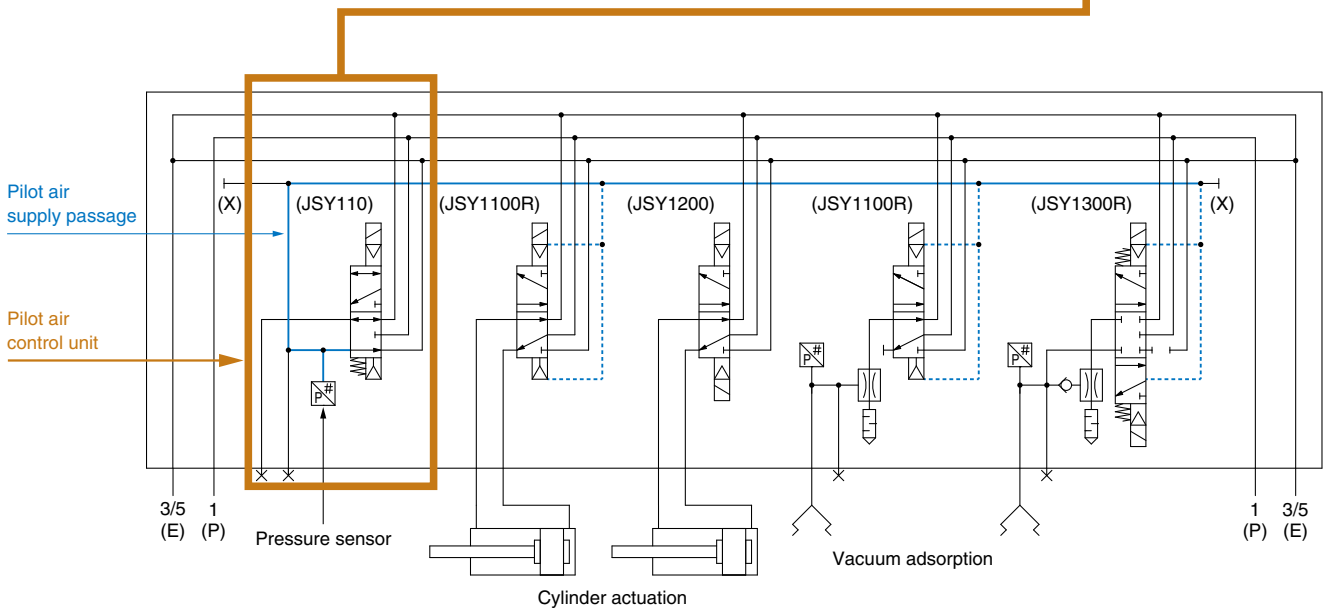 Pilot air
supply passage
Pilot air
control unit
(X)
(JSY110)
(JSY1100R)
(JSY1200)
(JSY1100R)
(JSY1300R)
(X)
P #
P #
P #
3/5
(E)
1
(P)
Pressure sensor
Cylinder actuation
Vacuum adsorption
1
(P)
3/5
(E)